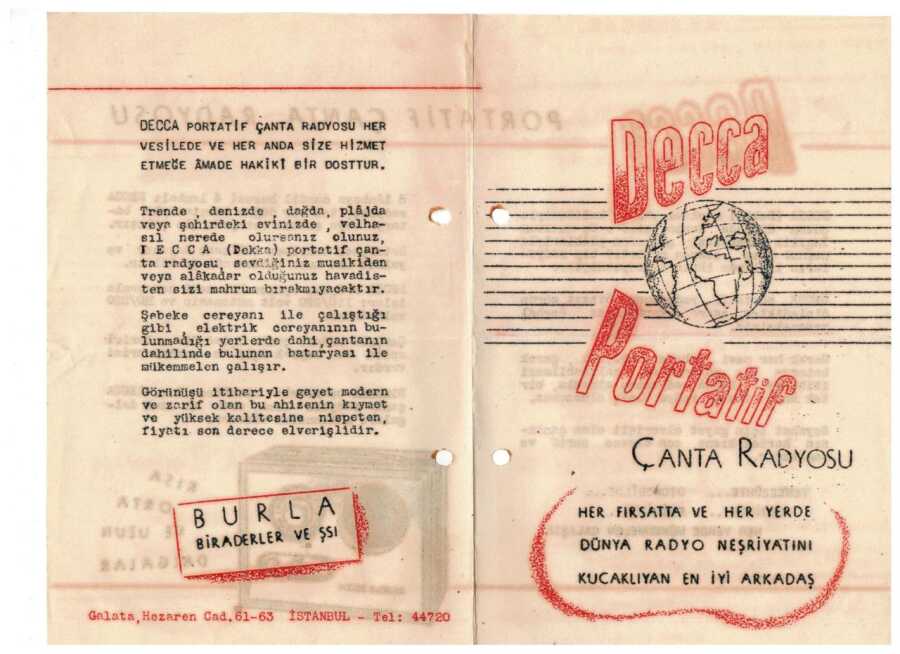 DECCA PORTATİF ÇANTA RADYOSU HER
VESİLEDE VE HER ANDA SİZE HİZMET
ETMEĞE ÂMADE HAKİKÎ BİR DOSTTUR.
Trende , denizde , dağda, plâjda
veya şehirdeki evinizde , velha-
sıl nerede olursanız olunuz,
D E C C A (Dekka) portatif çan-
ta radyosu, sevdiğiniz musikiden
veya alâkadar olduğunuz havadis-
ten sizi mahrum bırakmıyacaktır.
Şebeke cereyanı ile çalıştığı
gibi , elektrik cereyanının bu-
lunmadığı yerlerde dahi,çantanın
dahilinde bulunan bataryası ile
mükemmelen çalışır.
Görünüşü itibariyle gayet modern
ve zarif olan bu ahizenin kıymet
ve yüksek kalitesine nispeten,
fiyatı son derece elverişlidir.
BURLA
BİRADERLER VE ŞSI
Galata,Hezaren Cad.61-63 İSTANBUL - Tel: 44720
Decca
Portatif
ÇANTA RADYOSU
HER FIRSATTA VE HER YERDE
DÜNYA RADYO NEŞRİYATINI
KUCAKLIYAN EN İYİ ARKADAŞ